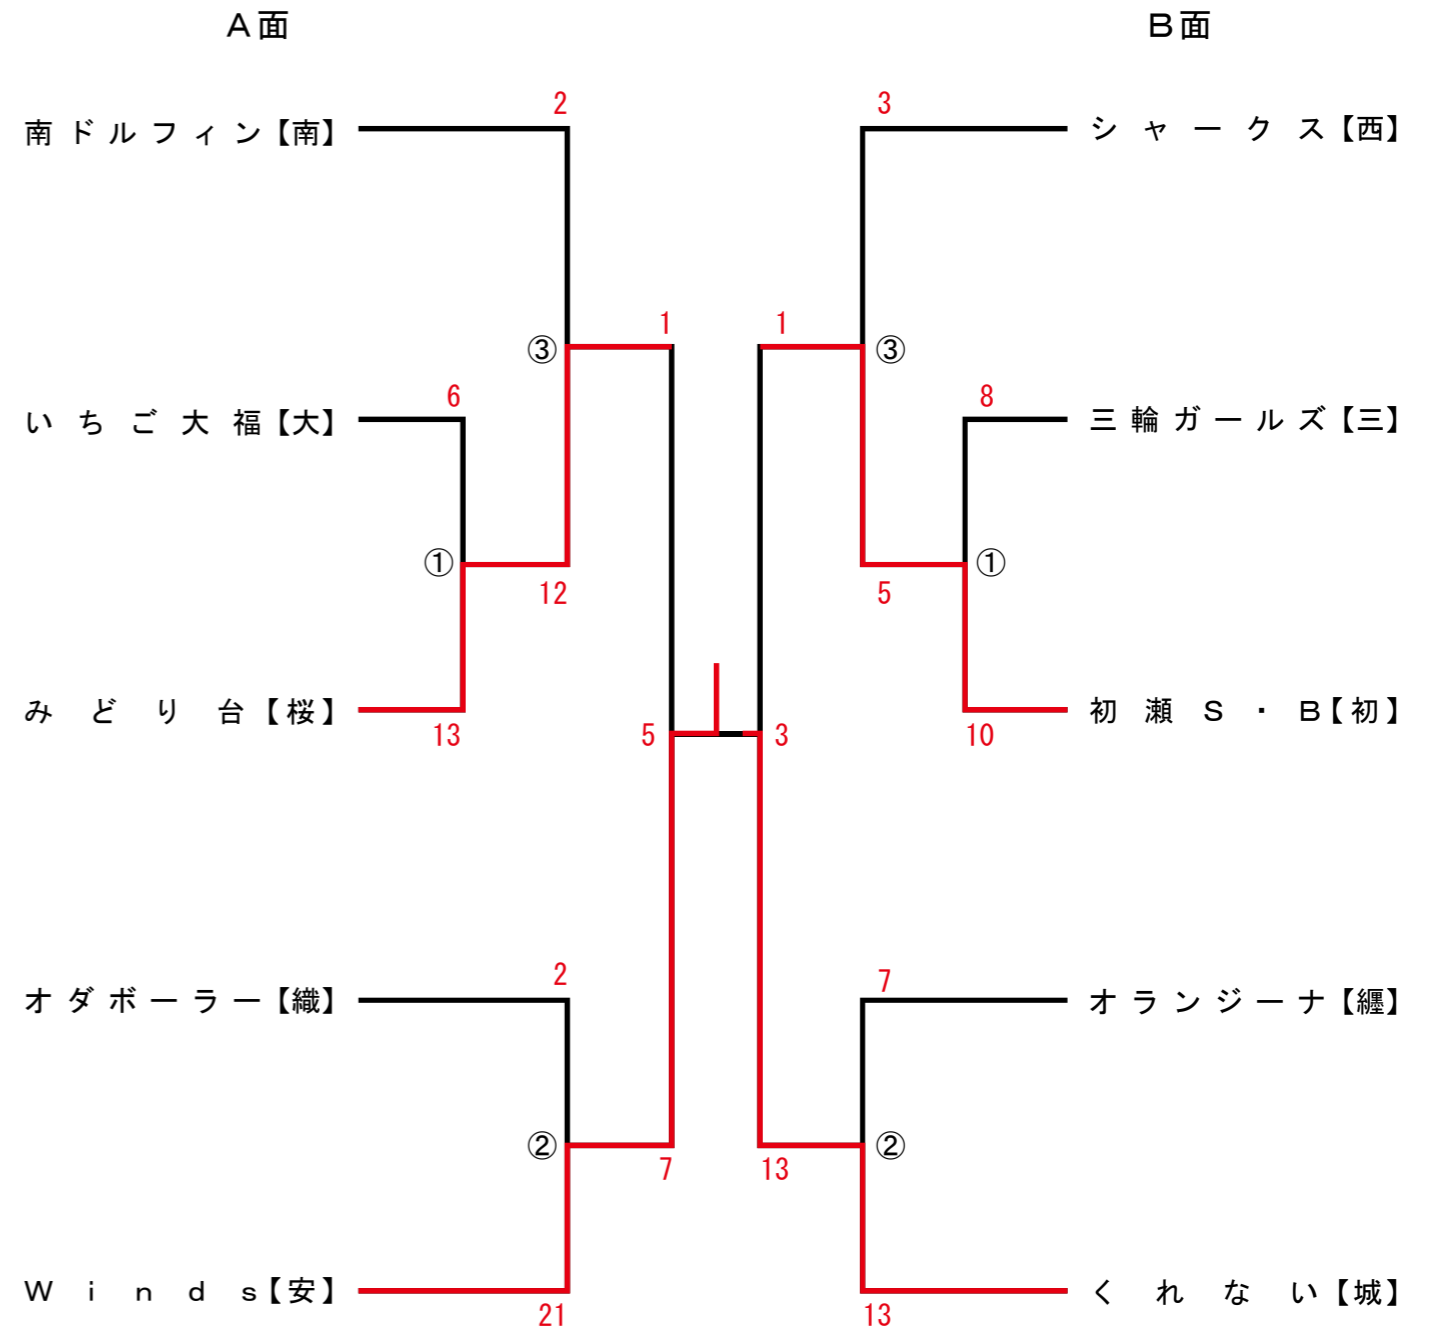 A面
B面
2
3
南ドルフィン【南】
シャークス【西】
1
1
③
③
6
8
いちご大福【大】
三輪ガールズ【三】
①
①
12
5
みどり台【桜】
初瀬S・B【初】
13
5
3
10
2
7
オダボーラー【織】
オランジーナ【纒】
②
②
7
13
Winds【安】
くれない【城】
21
13